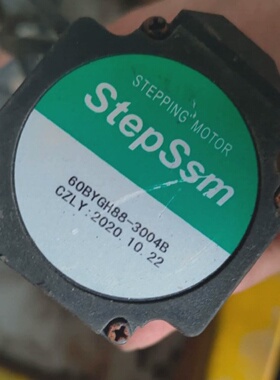 STEPPING MOTOR
StepSsm
60BYGH88-3004B
CZLY:2020.10.22